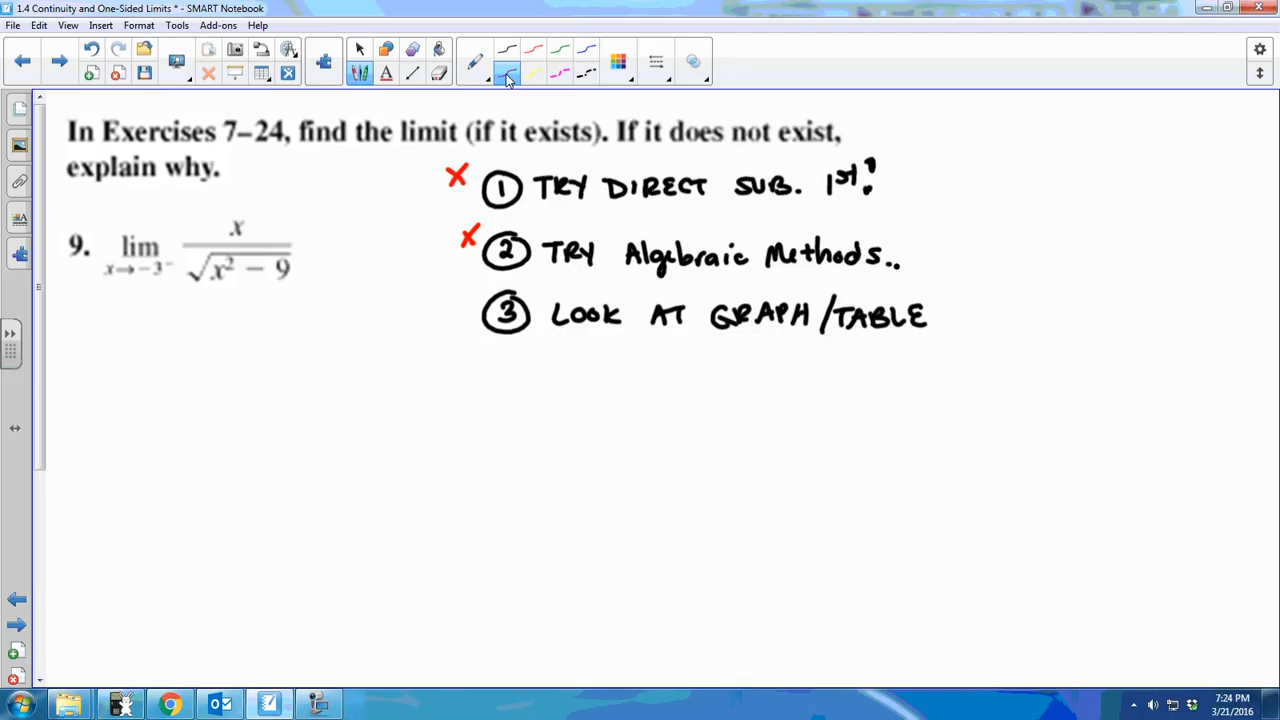 1.4 Continuity and One-Sided Limits * - SMART Notebook
File Edit View Insert Format Tools Add-ons Help
In Exercises 7–24, find the limit (if it exists). If it does not exist,
explain why.
① TRY DIRECT SUB. 1st!
9. lim x→-3⁻ x / √x² − 9
② TRY Algebraic Methods..
③ LOOK AT GRAPH/TABLE
7:24 PM
3/21/2016